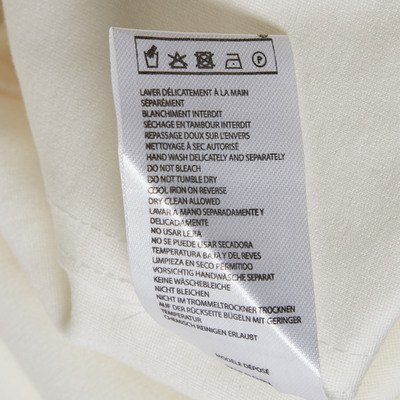 P
LAVER DÉLICATEMENT À LA MAIN
SÉPARÉMENT
BLANCHIMENT INTERDIT
SÉCHAGE EN TAMBOUR INTERDIT
REPASSAGE DOUX SUR L'ENVERS
NETTOYAGE À SEC AUTORISÉ
HAND WASH DELICATELY AND SEPARATELY
DO NOT BLEACH
DO NOT TUMBLE DRY
COOL IRON ON REVERSE
DRY CLEAN ALLOWED
LAVAR A MANO SEPARADAMENTE Y
DELICADAMENTE
NO USAR LEJIA
NO SE PUEDE USAR SECADORA
TEMPERATURA BAJA Y DEL REVES
LIMPIEZA EN SECO PERMITIDO
VORSICHTIG HANDWÄSCHE SEPARAT
KEINE WÄSCHEBLEICHE
NICHT BLEICHEN
NICHT IM TROMMELTROCKNER TROCKNEN
AUF DER RÜCKSEITE BÜGELN MIT GERINGER
TEMPERATUR
CHEMISCH REINIGEN ERLAUBT
MODÈLE DÉPOSÉ